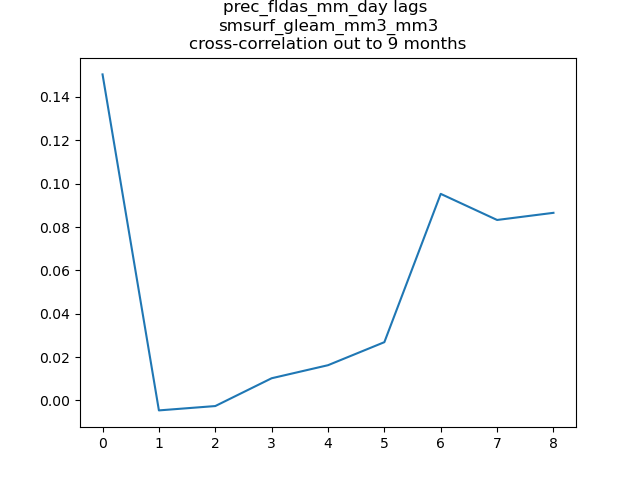 prec_fldas_mm_day lags
smsurf_gleam_mm3_mm3
cross-correlation out to 9 months
0.14
0.12
0.10
0.08
0.06
0.04
0.02
0.00
0 1 2 3 4 5 6 7 8